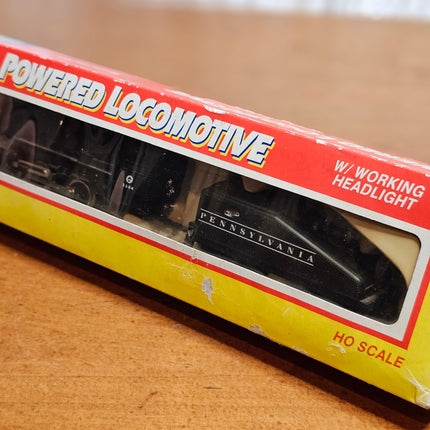 POWERED LOCOMOTIVE
W/ WORKING
HEADLIGHT
PENNSYLVANIA
HO SCALE